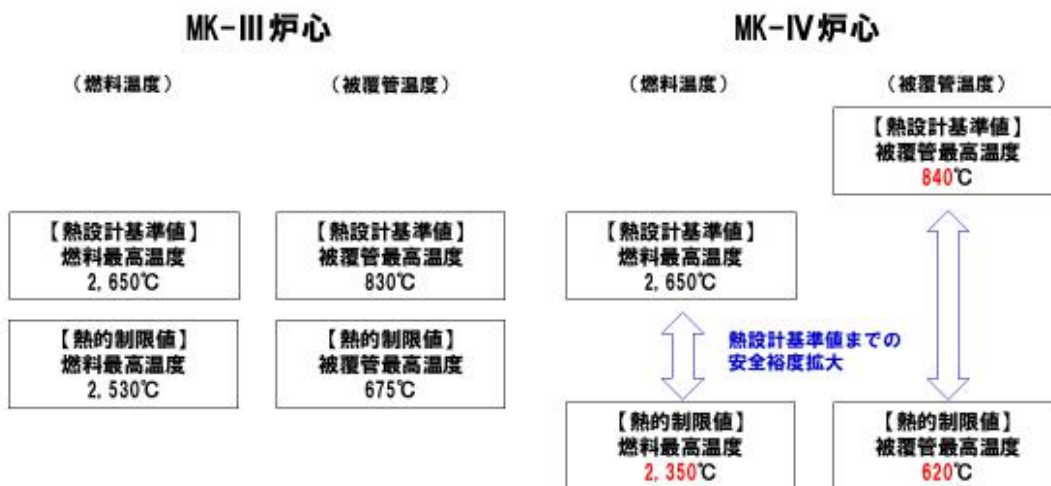 MK-III炉心
（燃料温度）
（被覆管温度）
【熱設計基準値】
燃料最高温度
2,650℃
【熱設計基準値】
被覆管最高温度
830℃
【熱的制限値】
燃料最高温度
2,530℃
【熱的制限値】
被覆管最高温度
675℃
MK-IV炉心
（燃料温度）
（被覆管温度）
【熱設計基準値】
被覆管最高温度
840℃
【熱設計基準値】
燃料最高温度
2,650℃
熱設計基準値までの
安全裕度拡大
【熱的制限値】
燃料最高温度
2,350℃
【熱的制限値】
被覆管最高温度
620℃